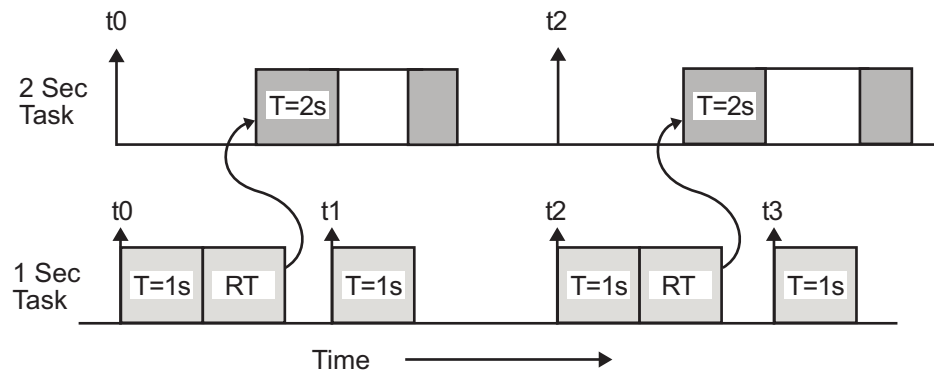 t0
t2
2 Sec
Task
T=2s
T=2s
t0
t1
t2
t3
1 Sec
Task
T=1s
RT
T=1s
T=1s
RT
T=1s
Time